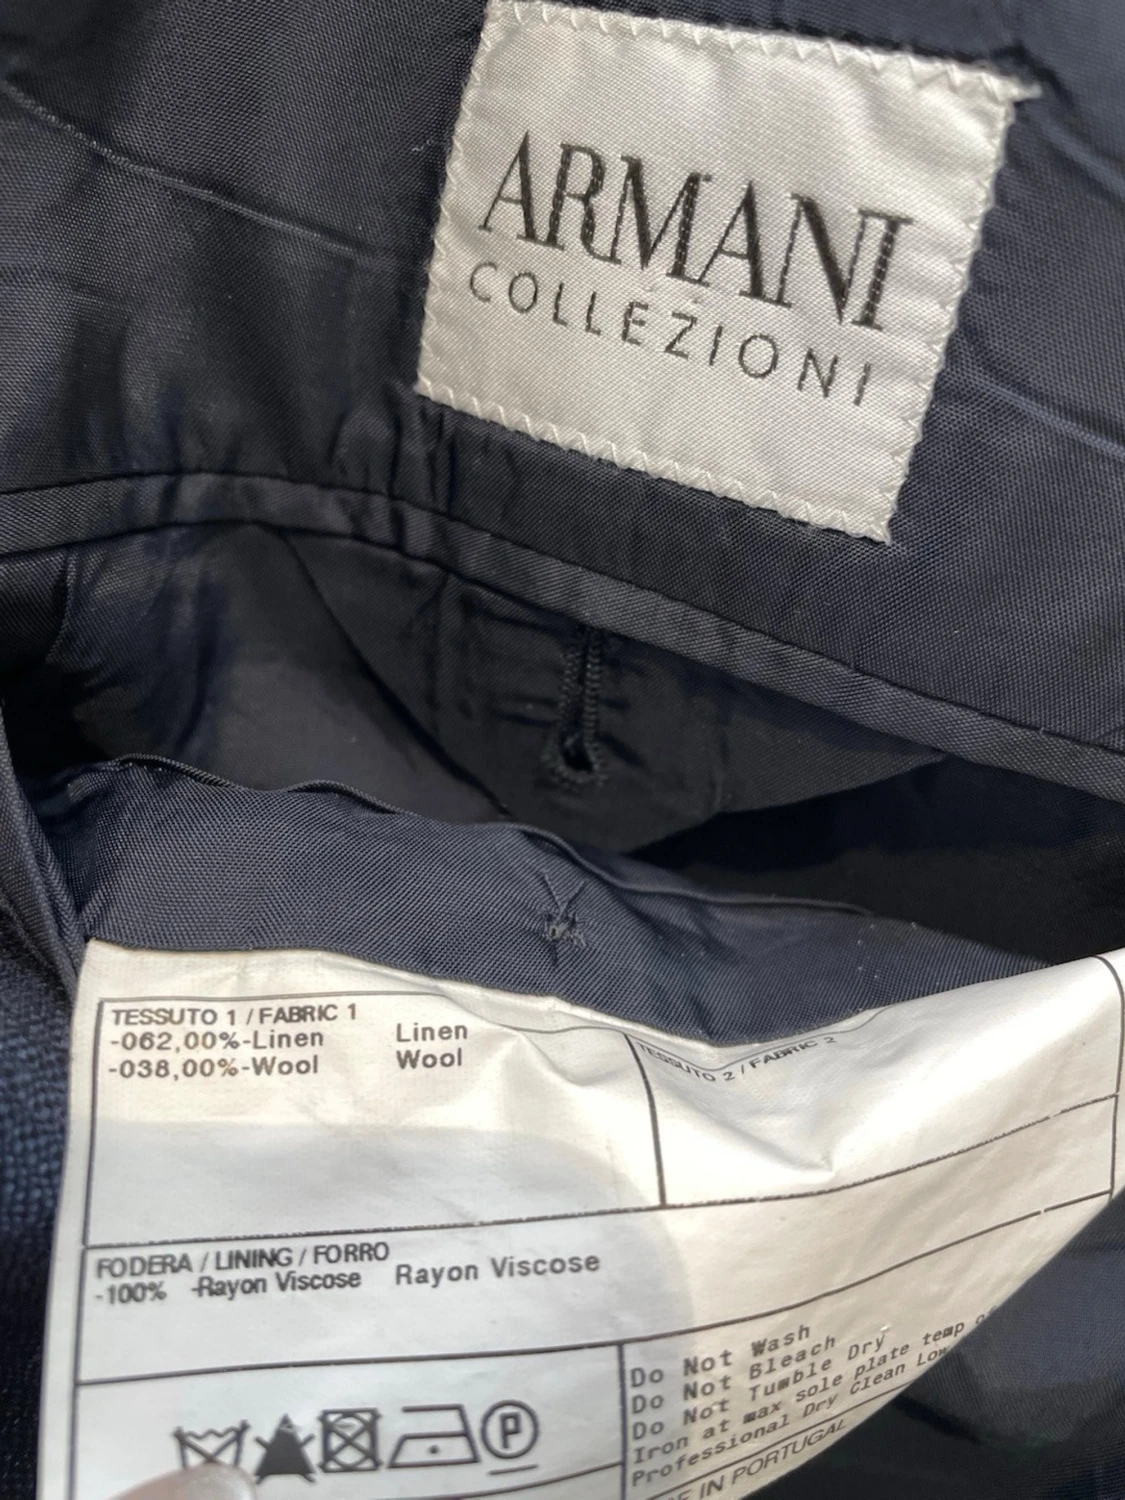 ARMANI
COLLEZIONI
TESSUTO 1 / FABRIC 1
-062,00%-Linen Linen
-038,00%-Wool Wool
TESSUTO 2 / FABRIC 2
FODERA / LINING / FORRO
-100% -Rayon Viscose Rayon Viscose
Do Not Wash
Do Not Bleach
Do Not Tumble Dry
Iron at max sole plate temp
Professional Dry Clean Low
IN PORTUGAL
P